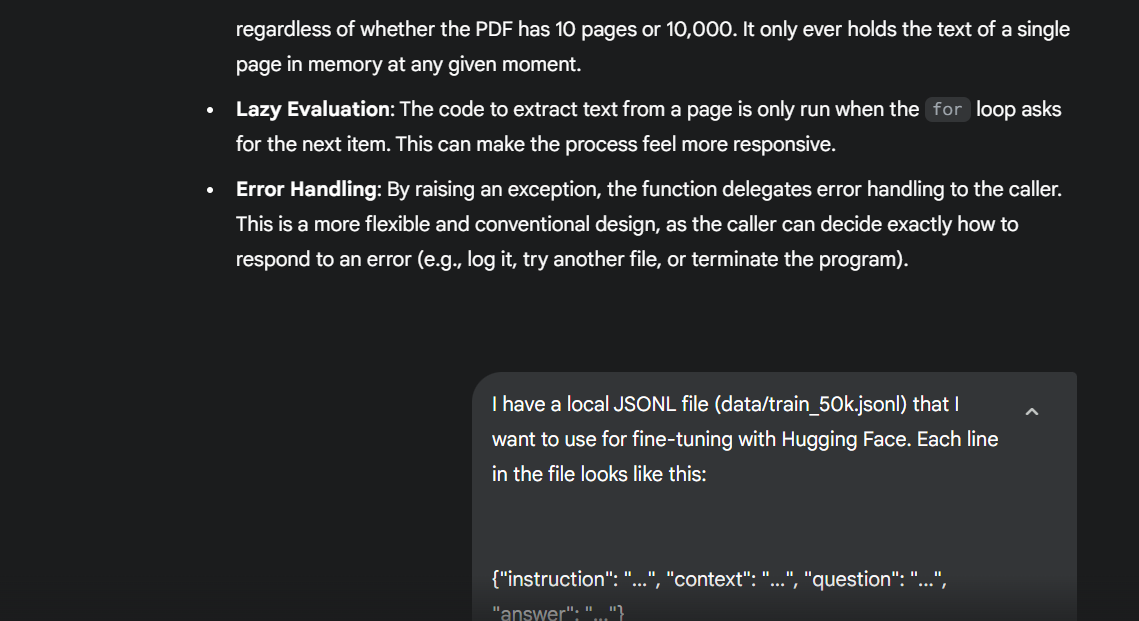 regardless of whether the PDF has 10 pages or 10,000. It only ever holds the text of a single
page in memory at any given moment.
• Lazy Evaluation: The code to extract text from a page is only run when the for loop asks
for the next item. This can make the process feel more responsive.
• Error Handling: By raising an exception, the function delegates error handling to the caller.
This is a more flexible and conventional design, as the caller can decide exactly how to
respond to an error (e.g., log it, try another file, or terminate the program).
I have a local JSONL file (data/train_50k.jsonl) that I
want to use for fine-tuning with Hugging Face. Each line
in the file looks like this:
{"instruction": "...", "context": "...", "question": "...",
"answer": "..."}